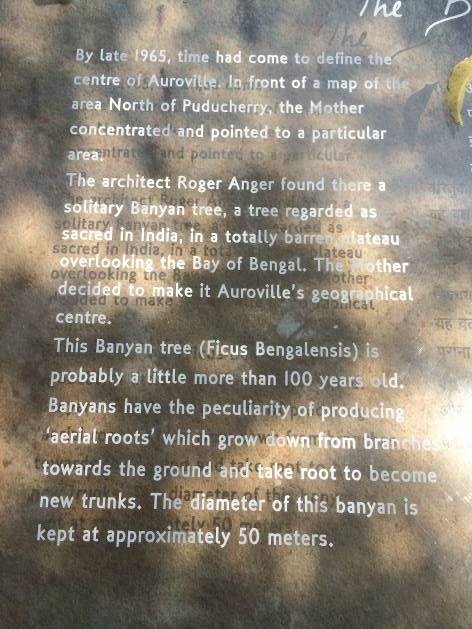 The B
By late 1965, time had come to define the
centre of Auroville. In front of a map of the
area North of Puducherry, the Mother
concentrated and pointed to a particular
area.
The architect Roger Anger found there a
solitary Banyan tree, a tree regarded as
sacred in India, in a totally barren plateau
overlooking the Bay of Bengal. The Mother
decided to make it Auroville's geographical
centre.
This Banyan tree (Ficus Bengalensis) is
probably a little more than 100 years old.
Banyans have the peculiarity of producing
'aerial roots' which grow down from branches
towards the ground and take root to become
new trunks. The diameter of this banyan is
kept at approximately 50 meters.